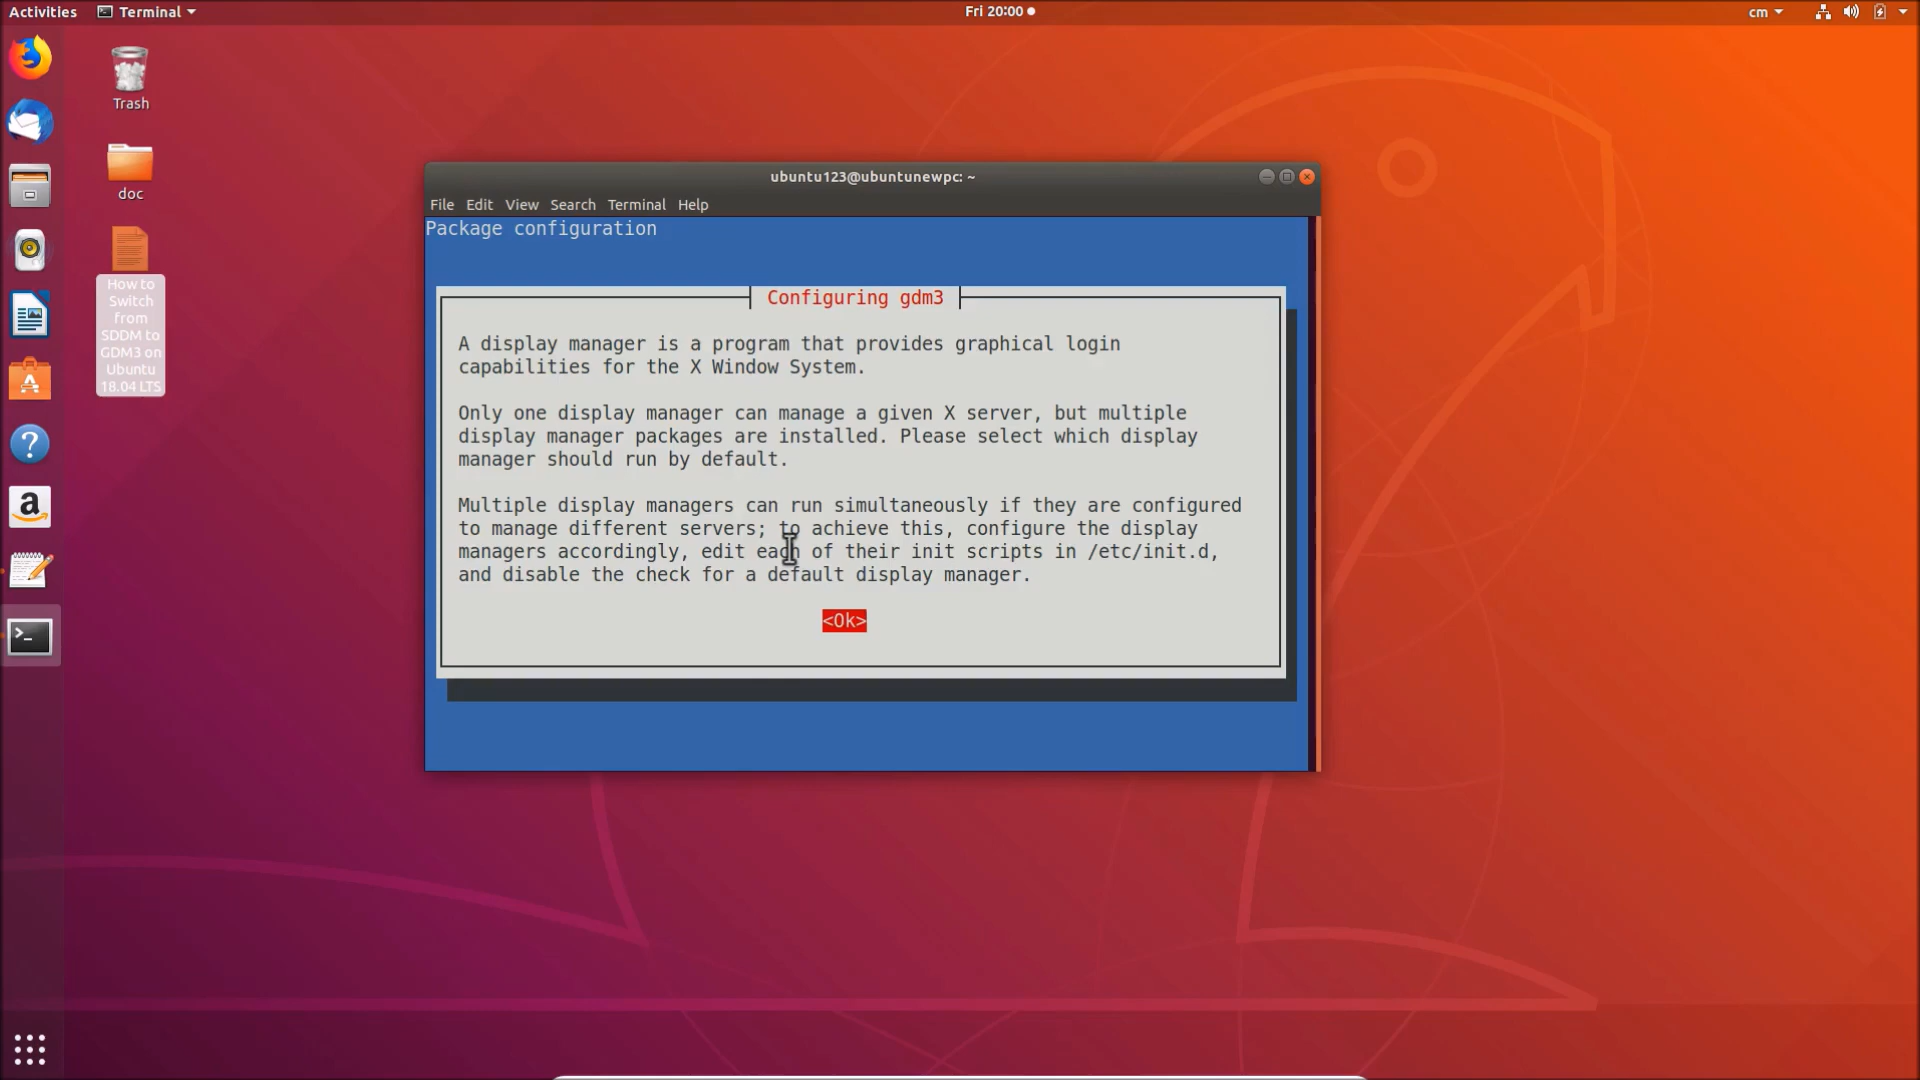 Activities
Terminal
Fri 20:00
cm
Trash
doc
How to
Switch
from
SDDM to
GDM3 on
Ubuntu
18.04 LTS
ubuntu123@ubuntunewpc: ~
File Edit View Search Terminal Help
Package configuration
Configuring gdm3
A display manager is a program that provides graphical login
capabilities for the X Window System.
Only one display manager can manage a given X server, but multiple
display manager packages are installed. Please select which display
manager should run by default.
Multiple display managers can run simultaneously if they are configured
to manage different servers; to achieve this, configure the display
managers accordingly, edit each of their init scripts in /etc/init.d,
and disable the check for a default display manager.
<Ok>